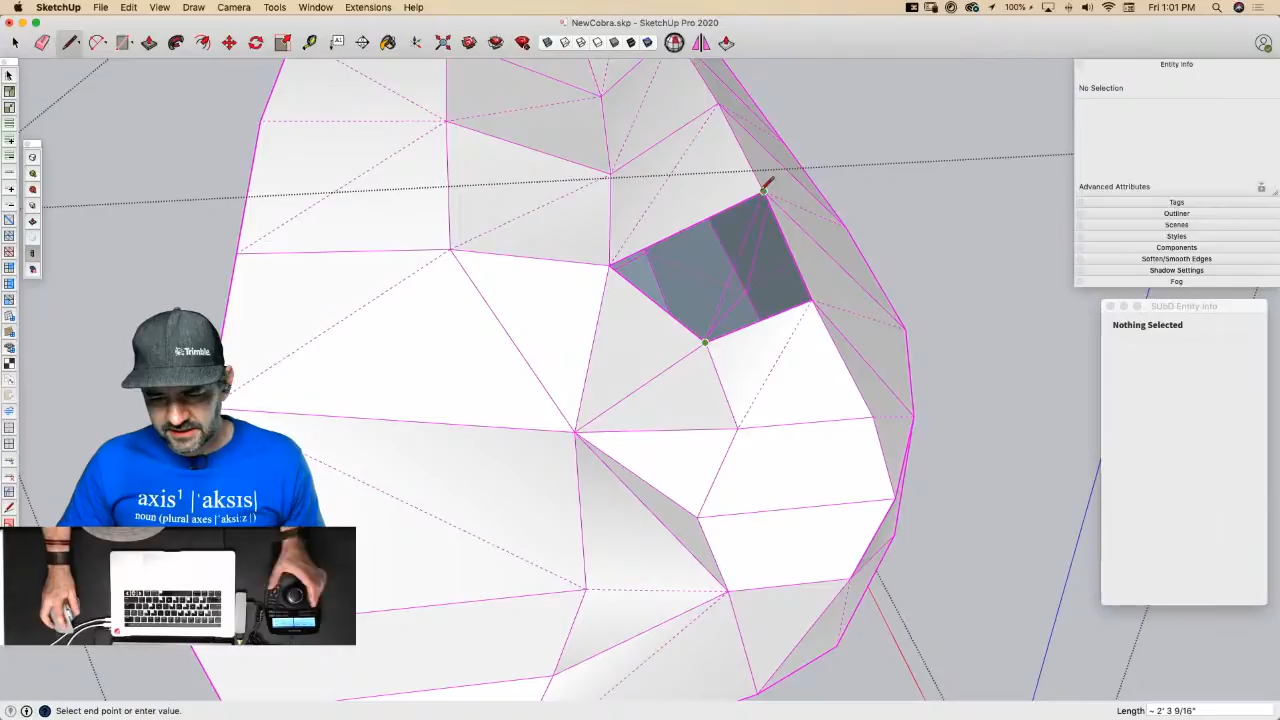 SketchUp File Edit View Draw Camera Tools Window Extensions Help 100% Fri 1:01 PM
NewCobra.skp - SketchUp Pro 2020
Entity Info
No Selection
Advanced Attributes
Tags
Outliner
Scenes
Styles
Components
Soften/Smooth Edges
Shadow Settings
Fog
SUbD Entity Info
Nothing Selected
Trimble.
axis¹ |ˈaksɪs|
noun (plural axes |ˈaksiːz |)
Select end point or enter value.
Length ~ 2' 3 9/16"